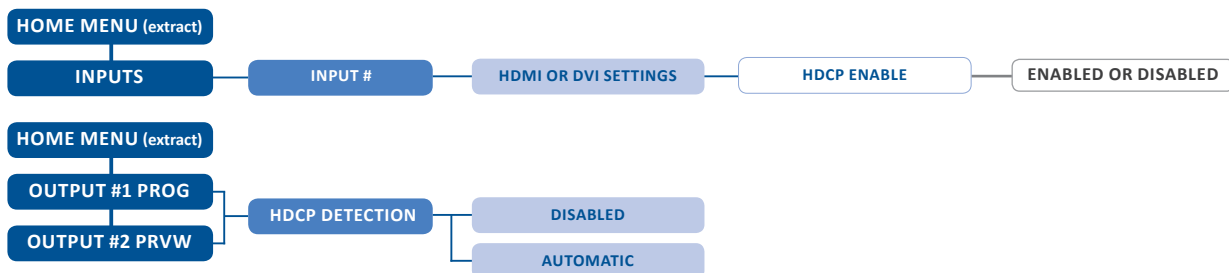 HOME MENU (extract)
INPUTS
INPUT #
HDMI OR DVI SETTINGS
HDCP ENABLE
ENABLED OR DISABLED
HOME MENU (extract)
OUTPUT #1 PROG
OUTPUT #2 PRVW
HDCP DETECTION
DISABLED
AUTOMATIC